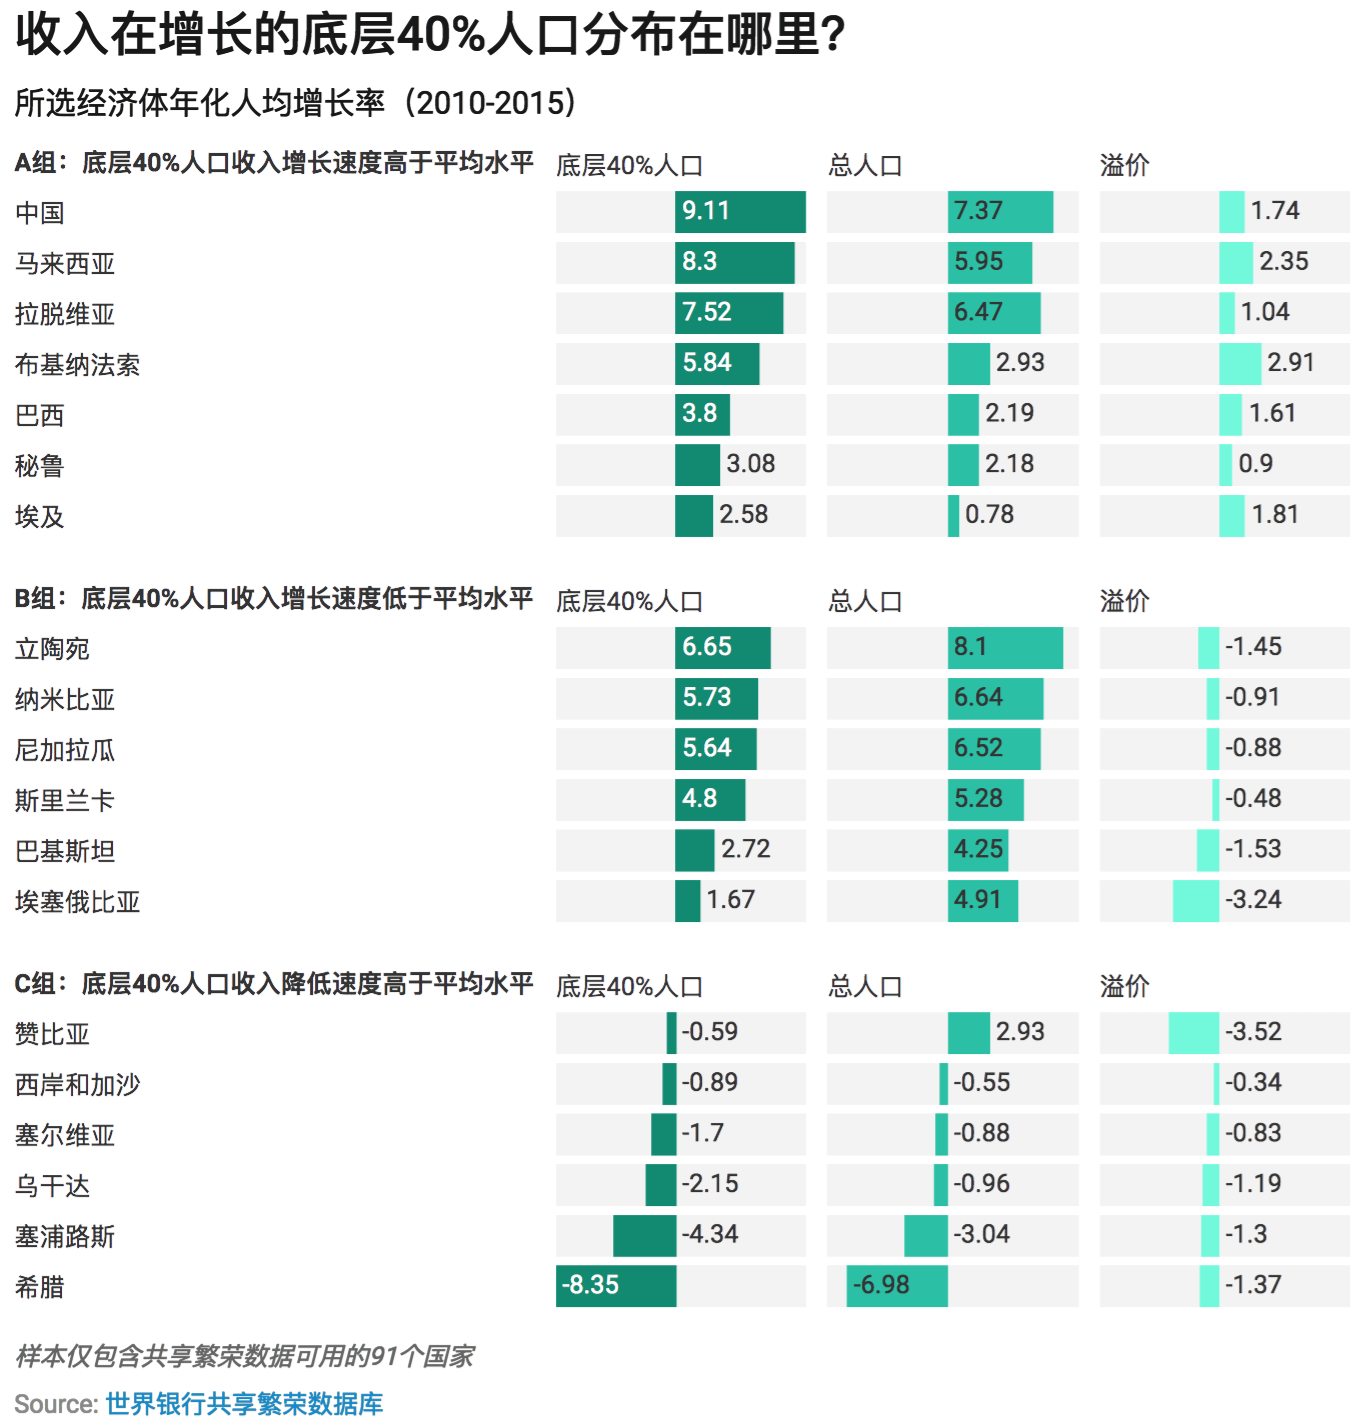 收入在增长的底层40%人口分布在哪里?
所选经济体年化人均增长率（2010-2015）
A组：底层40%人口收入增长速度高于平均水平 底层40%人口 总人口 溢价
中国 9.11 7.37 1.74
马来西亚 8.3 5.95 2.35
拉脱维亚 7.52 6.47 1.04
布基纳法索 5.84 2.93 2.91
巴西 3.8 2.19 1.61
秘鲁 3.08 2.18 0.9
埃及 2.58 0.78 1.81
B组：底层40%人口收入增长速度低于平均水平 底层40%人口 总人口 溢价
立陶宛 6.65 8.1 -1.45
纳米比亚 5.73 6.64 -0.91
尼加拉瓜 5.64 6.52 -0.88
斯里兰卡 4.8 5.28 -0.48
巴基斯坦 2.72 4.25 -1.53
埃塞俄比亚 1.67 4.91 -3.24
C组：底层40%人口收入降低速度高于平均水平 底层40%人口 总人口 溢价
赞比亚 -0.59 2.93 -3.52
西岸和加沙 -0.89 -0.55 -0.34
塞尔维亚 -1.7 -0.88 -0.83
乌干达 -2.15 -0.96 -1.19
塞浦路斯 -4.34 -3.04 -1.3
希腊 -8.35 -6.98 -1.37
样本仅包含共享繁荣数据可用的91个国家
Source: 世界银行共享繁荣数据库